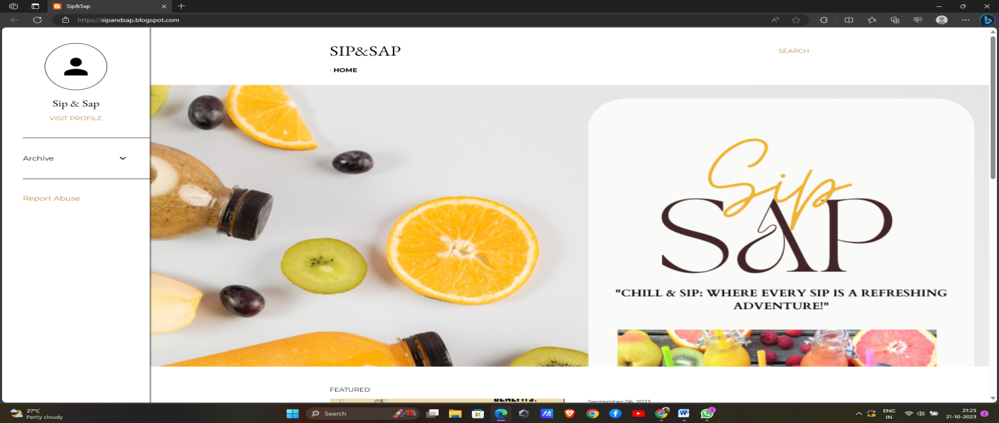 Sip&Sap
https://sipandsap.blogspot.com
Sip & Sap
VISIT PROFILE
Archive
Report Abuse
SIP&SAP
SEARCH
· HOME
Sip
SAP
"CHILL & SIP: WHERE EVERY SIP IS A REFRESHING
ADVENTURE!"
FEATURED
BENEFITS:
September 06, 2023
27°C
Partly cloudy
Search
ENG
IN
21:25
21-10-2023
2